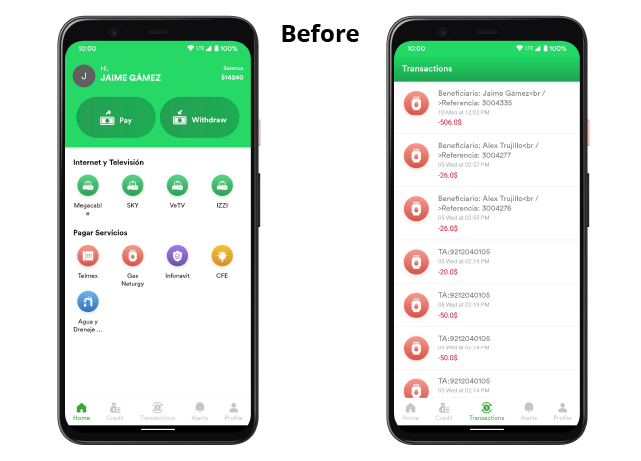 Before
10:00
LTE
100%
Hi,
JAIME GÁMEZ
J
Balance
$14240
Pay
Withdraw
Internet y Televisión
Megacabl
e
SKY
VeTV
IZZI
Pagar Servicios
Telmex
Gas
Naturgy
Infonavit
CFE
Agua y
Drenaje ...
Home
Credit
Transactions
Alerts
Profile
10:00
LTE
100%
Transactions
Beneficiario: Jaime Gámez<br /
>Referencia: 3004335
10 Mon at 12:02 PM
-506.0$
Beneficiario: Alex Trujillo<br /
>Referencia: 3004277
05 Wed at 02:57 PM
-26.0$
Beneficiario: Alex Trujillo<br /
>Referencia: 3004276
05 Wed at 02:55 PM
-26.0$
TA:9212040105
05 Wed at 02:19 PM
-20.0$
TA:9212040105
05 Wed at 02:19 PM
-50.0$
TA:9212040105
05 Wed at 02:14 PM
-50.0$
TA:9212040105
05 Wed at 02:14 PM
Home
Credit
Transactions
Alerts
Profile